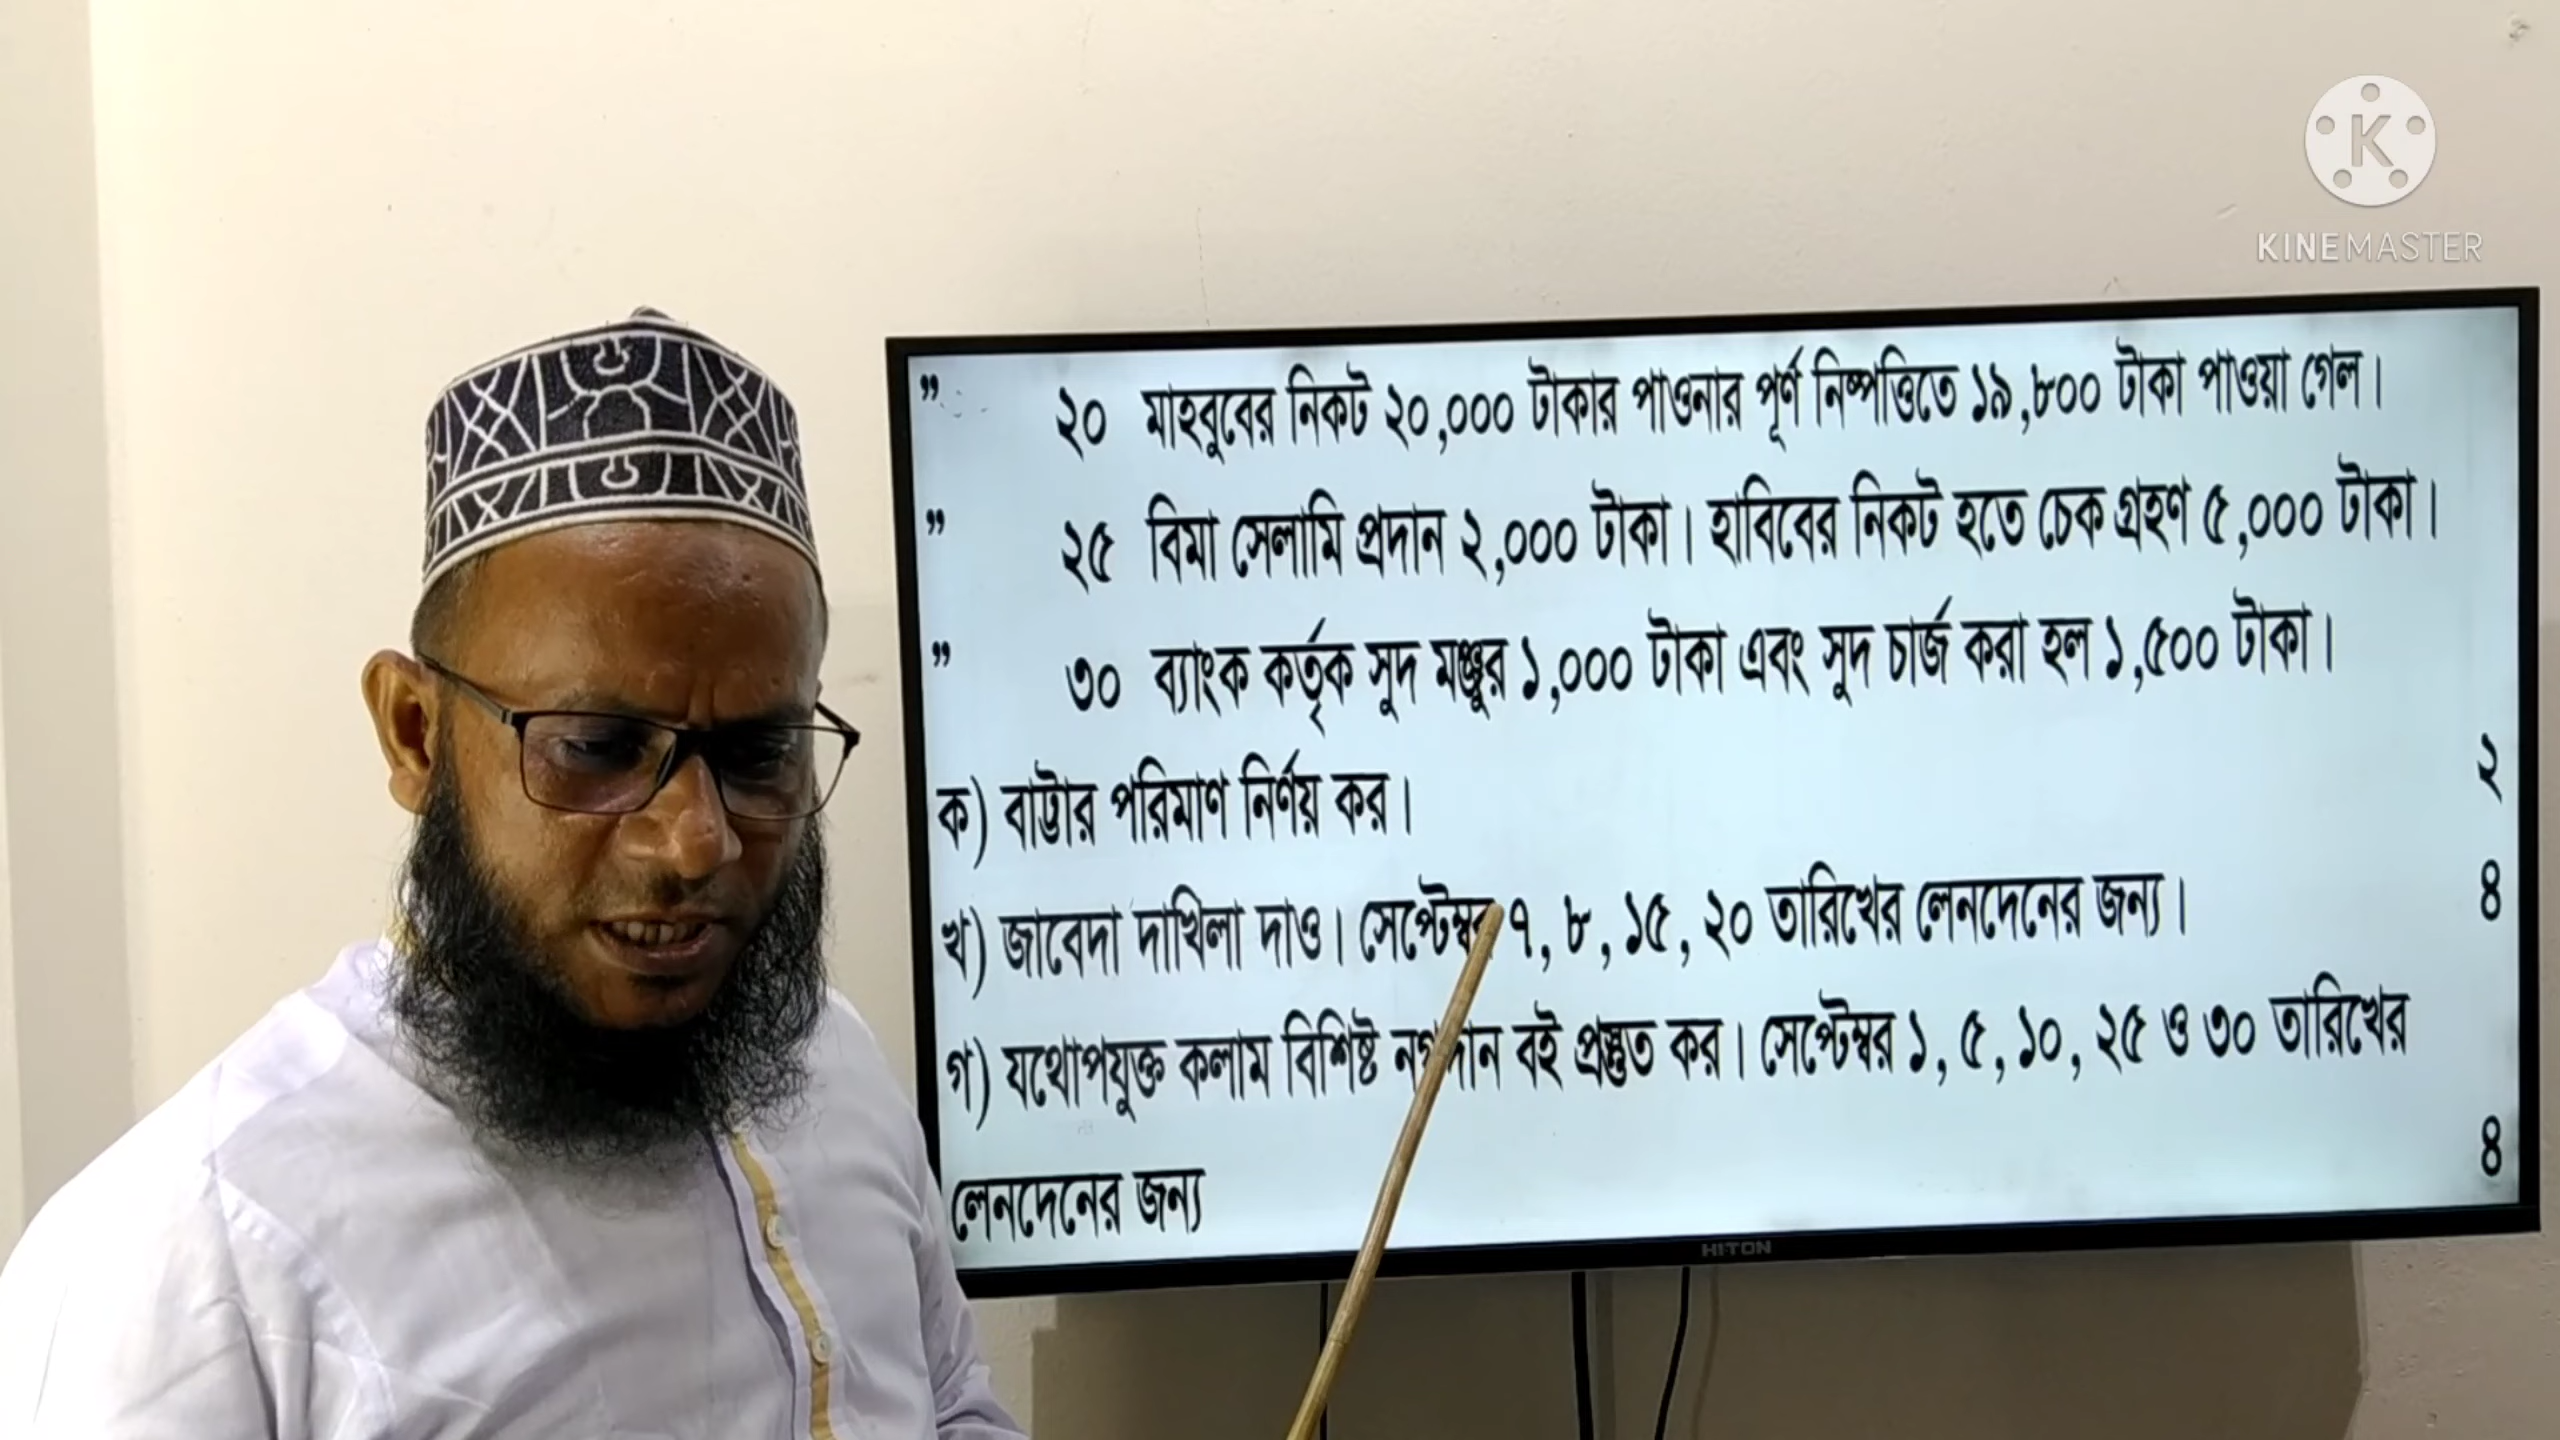 KINEMASTER
” ২০ মাহবুবের নিকট ২০,০০০ টাকার পাওনার পূর্ণ নিষ্পত্তিতে ১৯,৮০০ টাকা পাওয়া গেল।
” ২৫ বিমা সেলামি প্রদান ২,০০০ টাকা। হাবিবের নিকট হতে চেক গ্রহণ ৫,০০০ টাকা।
” ৩০ ব্যাংক কর্তৃক সুদ মঞ্জুর ১,০০০ টাকা এবং সুদ চার্জ করা হল ১,৫০০ টাকা।
ক) বাট্টার পরিমাণ নির্ণয় কর। ২
খ) জাবেদা দাখিলা দাও। সেপ্টেম্বর ৭, ৮, ১৫, ২০ তারিখের লেনদেনের জন্য। ৪
গ) যথোপযুক্ত কলাম বিশিষ্ট নগদান বই প্রস্তুত কর। সেপ্টেম্বর ১, ৫, ১০, ২৫ ও ৩০ তারিখের
লেনদেনের জন্য ৪
HITON